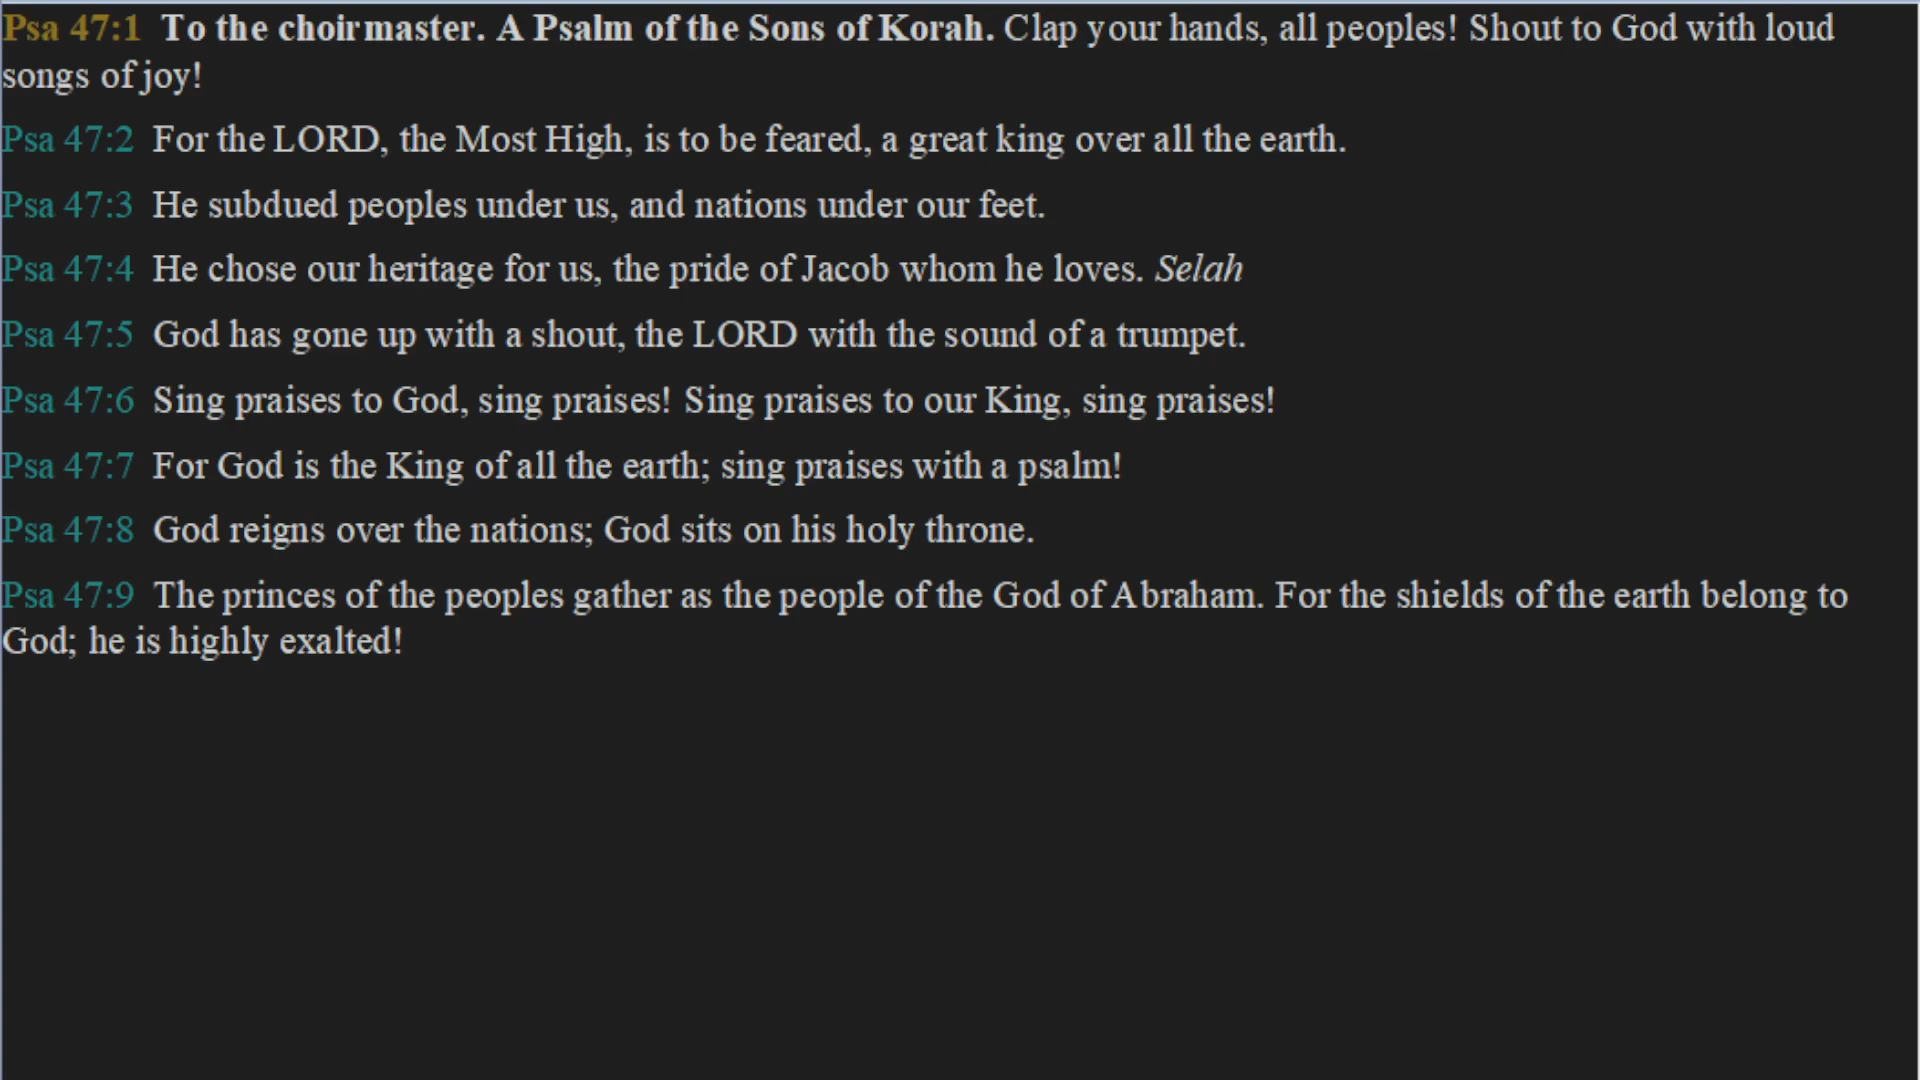 Psa 47:1 To the choirmaster. A Psalm of the Sons of Korah. Clap your hands, all peoples! Shout to God with loud
songs of joy!
Psa 47:2 For the LORD, the Most High, is to be feared, a great king over all the earth.
Psa 47:3 He subdued peoples under us, and nations under our feet.
Psa 47:4 He chose our heritage for us, the pride of Jacob whom he loves. Selah
Psa 47:5 God has gone up with a shout, the LORD with the sound of a trumpet.
Psa 47:6 Sing praises to God, sing praises! Sing praises to our King, sing praises!
Psa 47:7 For God is the King of all the earth; sing praises with a psalm!
Psa 47:8 God reigns over the nations; God sits on his holy throne.
Psa 47:9 The princes of the peoples gather as the people of the God of Abraham. For the shields of the earth belong to
God; he is highly exalted!